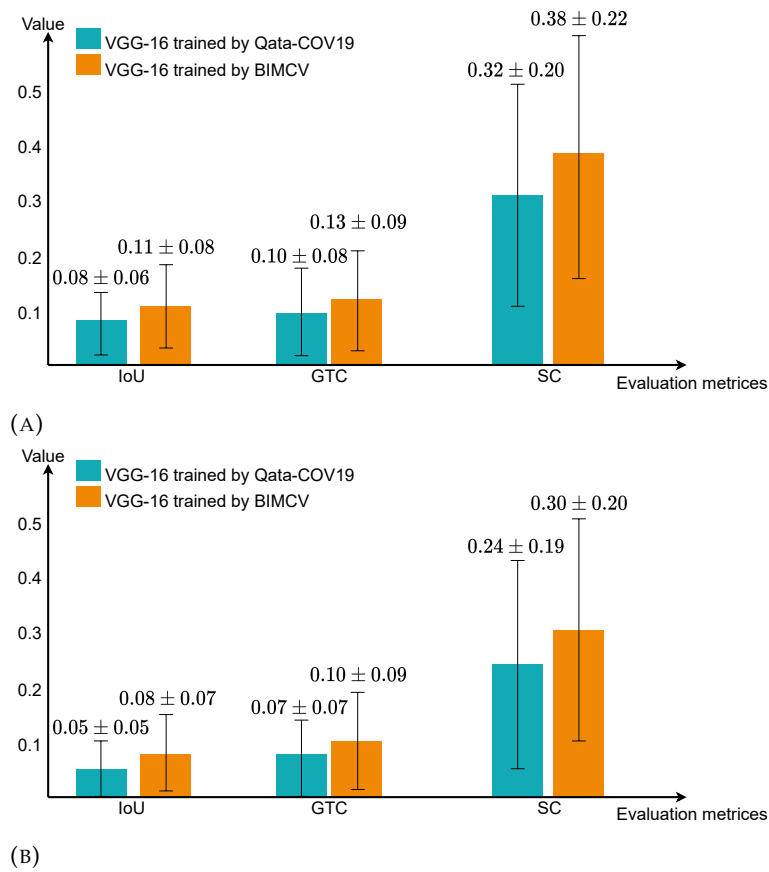 Value
VGG-16 trained by Qata-COV19
VGG-16 trained by BIMCV
0.38 ± 0.22
0.32 ± 0.20
0.5
0.4
0.3
0.2
0.1
0.08 ± 0.06
0.11 ± 0.08
0.10 ± 0.08
0.13 ± 0.09
IoU
GTC
SC
Evaluation metrices
(A)
Value
VGG-16 trained by Qata-COV19
VGG-16 trained by BIMCV
0.30 ± 0.20
0.24 ± 0.19
0.5
0.4
0.3
0.2
0.1
0.05 ± 0.05
0.08 ± 0.07
0.07 ± 0.07
0.10 ± 0.09
IoU
GTC
SC
Evaluation metrices
(B)